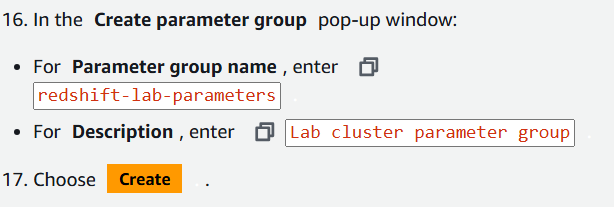 16. In the Create parameter group pop-up window:
• For Parameter group name , enter
redshift-lab-parameters .
• For Description , enter Lab cluster parameter group .
17. Choose Create .